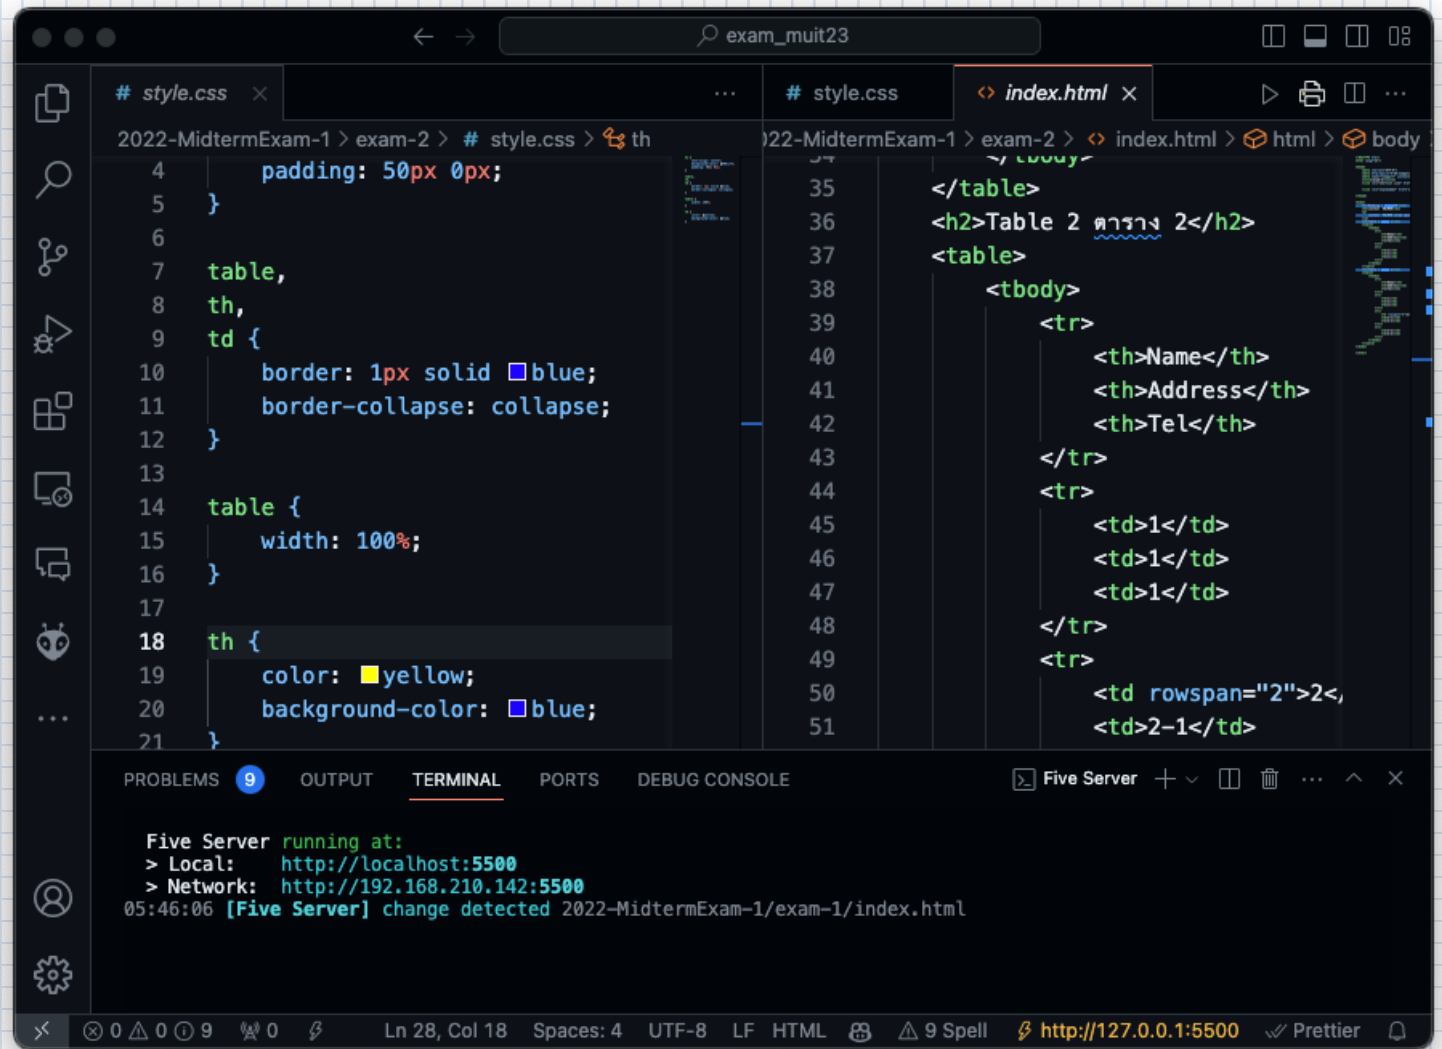 exam_muit23
# style.css
2022-MidtermExam-1 > exam-2 > # style.css > th
4 padding: 50px 0px;
5 }
6
7 table,
8 th,
9 td {
10 border: 1px solid blue;
11 border-collapse: collapse;
12 }
13
14 table {
15 width: 100%;
16 }
17
18 th {
19 color: yellow;
20 background-color: blue;
21 }
# style.css <> index.html
022-MidtermExam-1 > exam-2 > <> index.html > html > body
34 </tbody>
35 </table>
36 <h2>Table 2 ตาราง 2</h2>
37 <table>
38 <tbody>
39 <tr>
40 <th>Name</th>
41 <th>Address</th>
42 <th>Tel</th>
43 </tr>
44 <tr>
45 <td>1</td>
46 <td>1</td>
47 <td>1</td>
48 </tr>
49 <tr>
50 <td rowspan="2">2</
51 <td>2-1</td>
PROBLEMS 9 OUTPUT TERMINAL PORTS DEBUG CONSOLE Five Server
Five Server running at:
> Local: http://localhost:5500
> Network: http://192.168.210.142:5500
05:46:06 [Five Server] change detected 2022-MidtermExam-1/exam-1/index.html
0 0 9 0 Ln 28, Col 18 Spaces: 4 UTF-8 LF HTML 9 Spell http://127.0.0.1:5500 Prettier